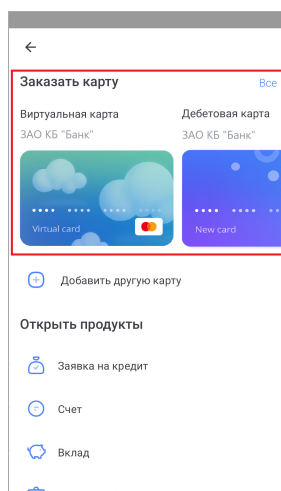 Заказать карту
Все
Виртуальная карта
Дебетовая карта
ЗАО КБ "Банк"
ЗАО КБ "Банк"
Virtual card
New card
Добавить другую карту
Открыть продукты
Заявка на кредит
Счет
Вклад